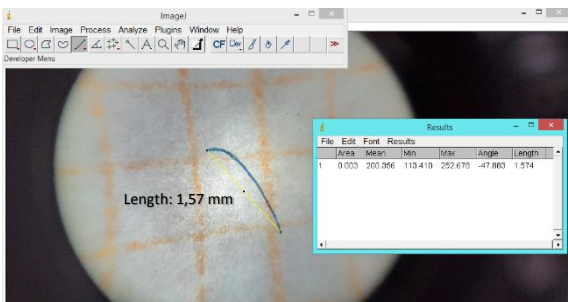 ImageJ
File Edit Image Process Analyze Plugins Window Help
A CF Dev >>
Developer Menu
Results
File Edit Font Results
Area Mean Min Max Angle Length
1 0.003 200.356 113.410 252.678 -47.883 1.574
Length: 1,57 mm